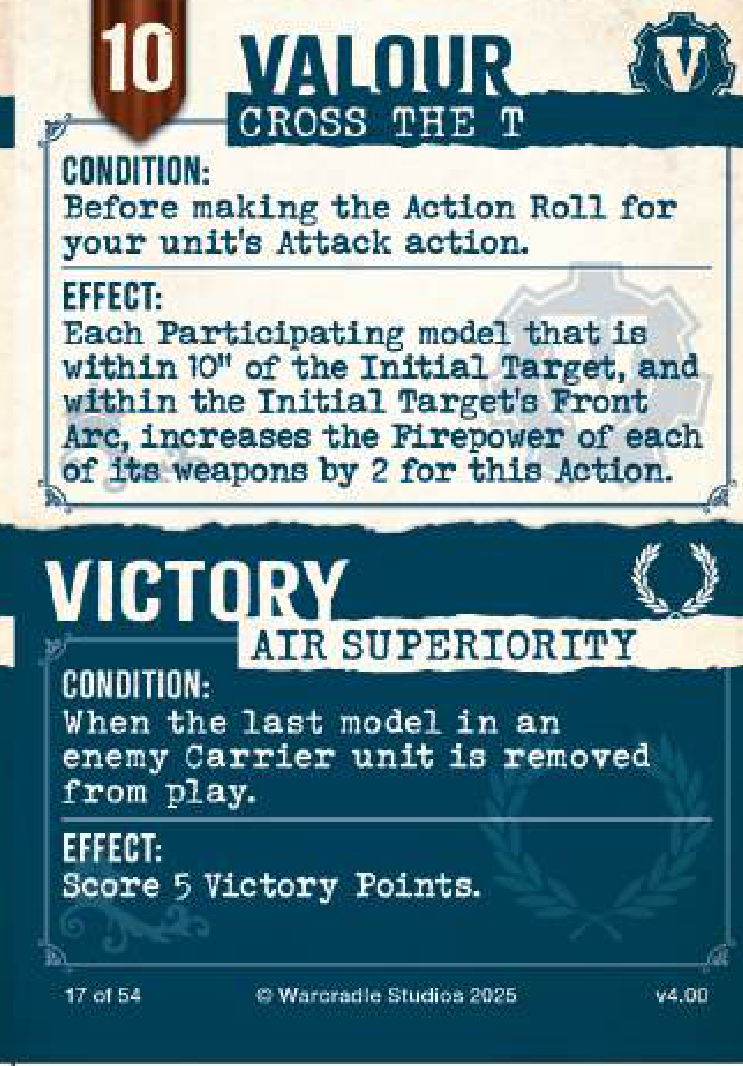 10
VALOUR
V
CROSS THE T
CONDITION:
Before making the Action Roll for
your unit's Attack action.
EFFECT:
Each Participating model that is
within 10" of the Initial Target, and
within the Initial Target's Front
Arc, increases the Firepower of each
of its weapons by 2 for this Action.
VICTORY
AIR SUPERIORITY
CONDITION:
When the last model in an
enemy Carrier unit is removed
from play.
EFFECT:
Score 5 Victory Points.
17 of 54 © Warcradle Studios 2025 v4.00